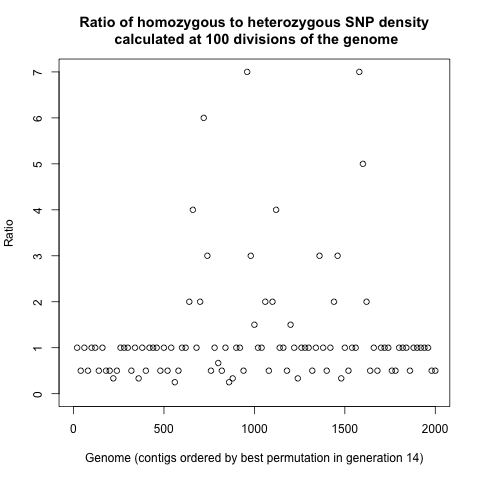 Ratio of homozygous to heterozygous SNP density
calculated at 100 divisions of the genome
Ratio
7
6
5
4
3
2
1
0
0 500 1000 1500 2000
Genome (contigs ordered by best permutation in generation 14)